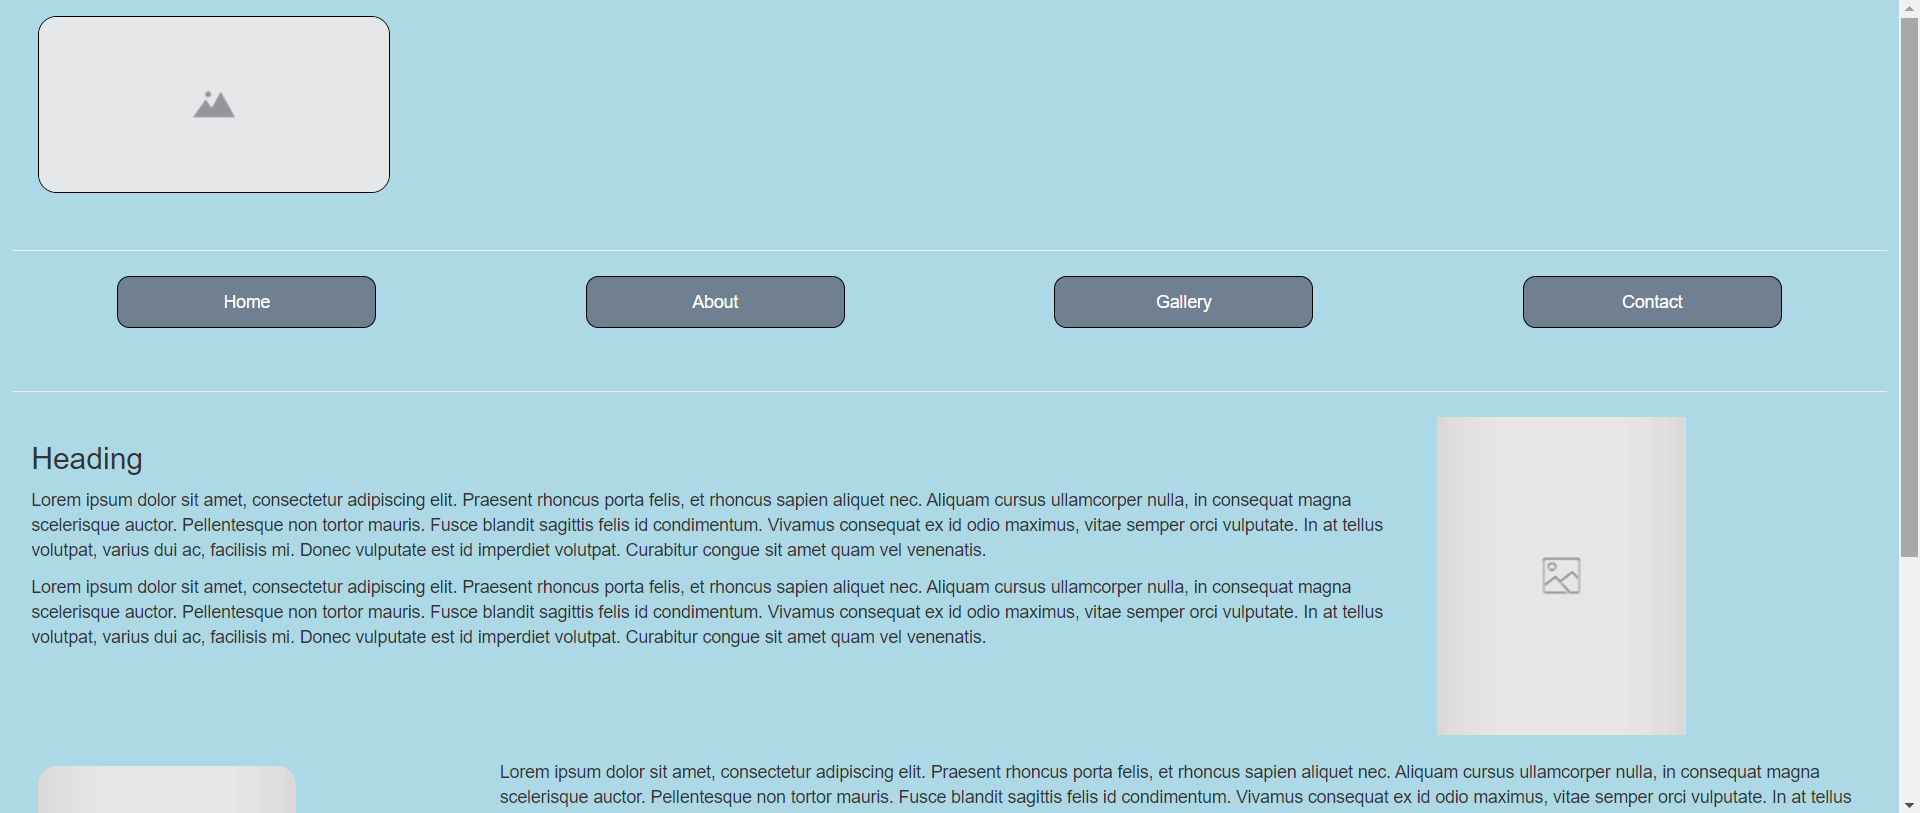 Home
About
Gallery
Contact
Heading
Lorem ipsum dolor sit amet, consectetur adipiscing elit. Praesent rhoncus porta felis, et rhoncus sapien aliquet nec. Aliquam cursus ullamcorper nulla, in consequat magna
scelerisque auctor. Pellentesque non tortor mauris. Fusce blandit sagittis felis id condimentum. Vivamus consequat ex id odio maximus, vitae semper orci vulputate. In at tellus
volutpat, varius dui ac, facilisis mi. Donec vulputate est id imperdiet volutpat. Curabitur congue sit amet quam vel venenatis.
Lorem ipsum dolor sit amet, consectetur adipiscing elit. Praesent rhoncus porta felis, et rhoncus sapien aliquet nec. Aliquam cursus ullamcorper nulla, in consequat magna
scelerisque auctor. Pellentesque non tortor mauris. Fusce blandit sagittis felis id condimentum. Vivamus consequat ex id odio maximus, vitae semper orci vulputate. In at tellus
volutpat, varius dui ac, facilisis mi. Donec vulputate est id imperdiet volutpat. Curabitur congue sit amet quam vel venenatis.
Lorem ipsum dolor sit amet, consectetur adipiscing elit. Praesent rhoncus porta felis, et rhoncus sapien aliquet nec. Aliquam cursus ullamcorper nulla, in consequat magna
scelerisque auctor. Pellentesque non tortor mauris. Fusce blandit sagittis felis id condimentum. Vivamus consequat ex id odio maximus, vitae semper orci vulputate. In at tellus